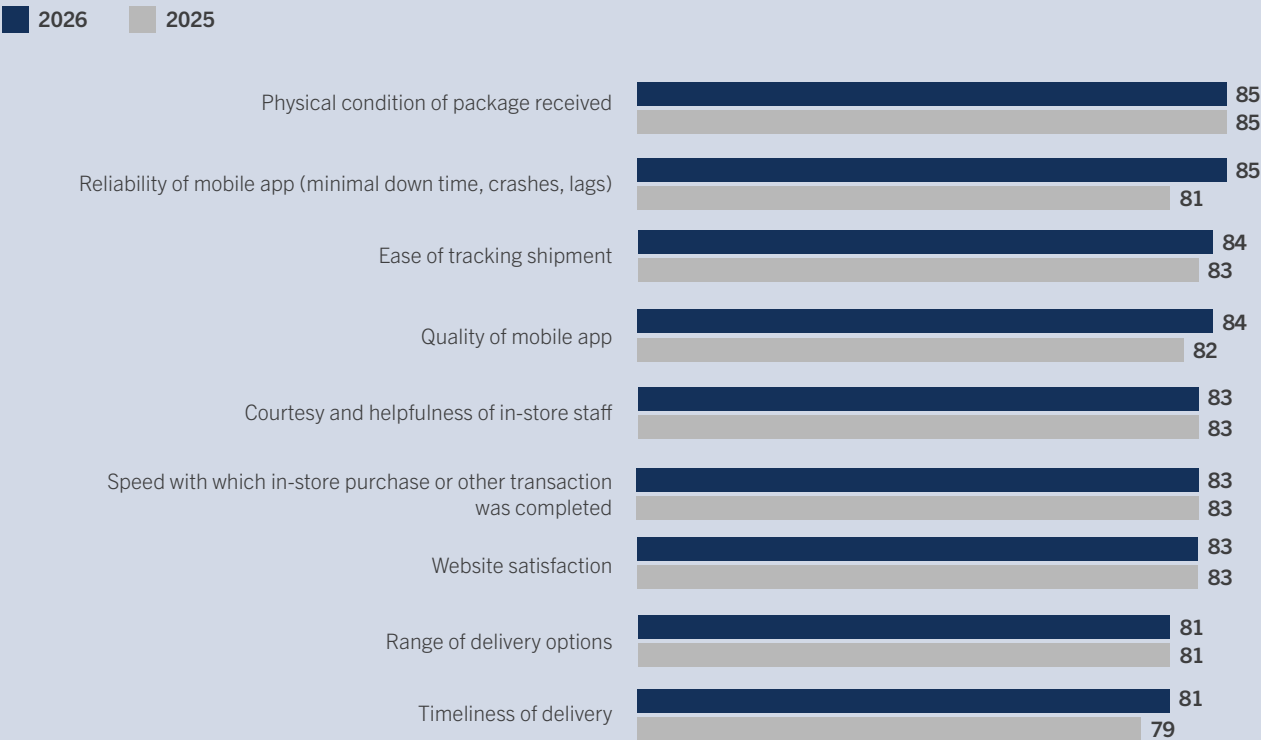 2026 2025
Physical condition of package received 85
85
Reliability of mobile app (minimal down time, crashes, lags) 85
81
Ease of tracking shipment 84
83
Quality of mobile app 84
82
Courtesy and helpfulness of in-store staff 83
83
Speed with which in-store purchase or other transaction 83
was completed 83
Website satisfaction 83
83
Range of delivery options 81
81
Timeliness of delivery 81
79